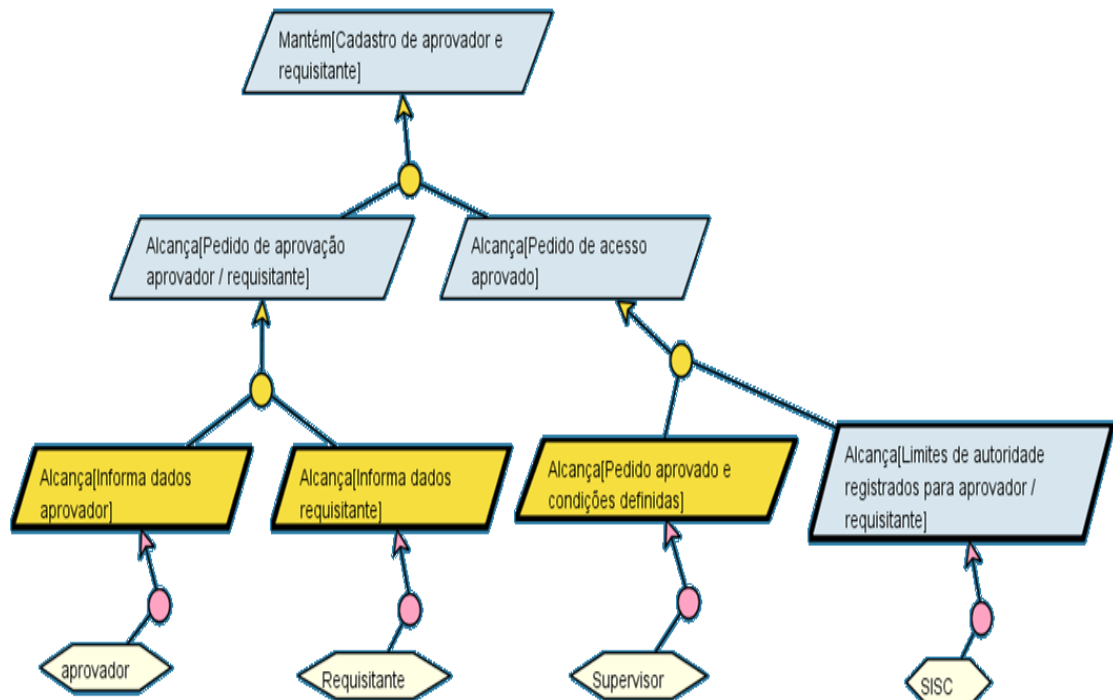 Mantém[Cadastro de aprovador e
requisitante]
Alcança[Pedido de aprovação
aprovador / requisitante]
Alcança[Pedido de acesso
aprovado]
Alcança[Informa dados
aprovador]
Alcança[Informa dados
requisitante]
Alcança[Pedido aprovado e
condições definidas]
Alcança[Limites de autoridade
registrados para aprovador /
requisitante]
aprovador
Requisitante
Supervisor
SISC